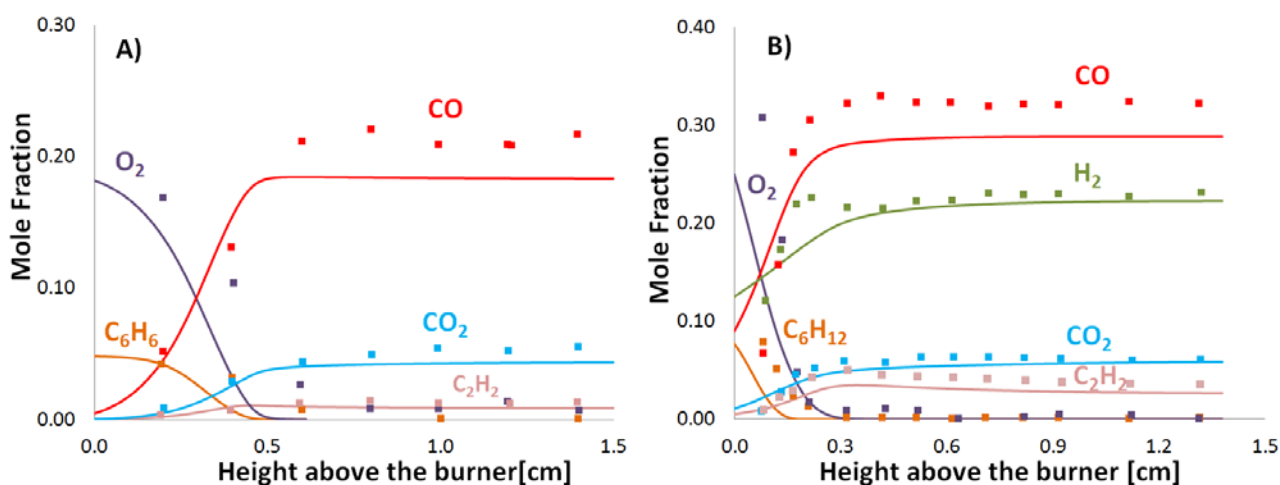 A)
0.30
0.20
0.10
0.00
Mole Fraction
O₂
CO
C₆H₆
CO₂
C₂H₂
0.0 0.5 1.0 1.5
Height above the burner[cm]
B)
0.40
0.30
0.20
0.10
0.00
Mole Fraction
CO
O₂
H₂
C₆H₁₂
CO₂
C₂H₂
0.0 0.3 0.6 0.9 1.2 1.5
Height above the burner [cm]